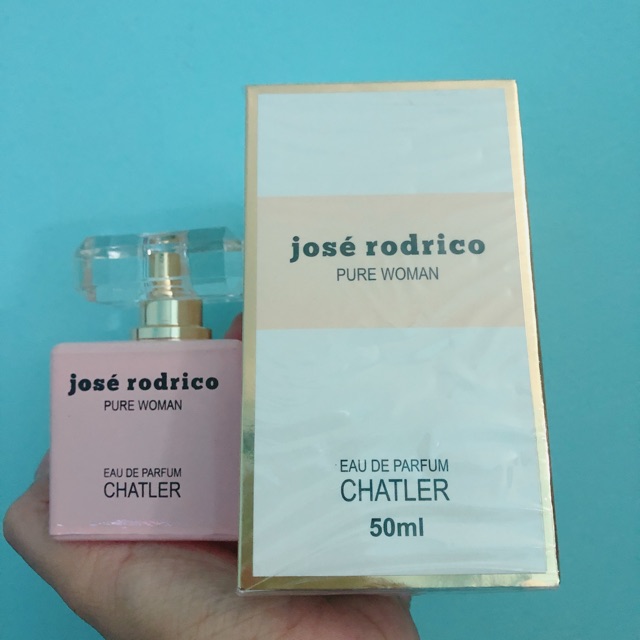 josé rodrico
PURE WOMAN
EAU DE PARFUM
CHATLER
josé rodrico
PURE WOMAN
EAU DE PARFUM
CHATLER
50ml